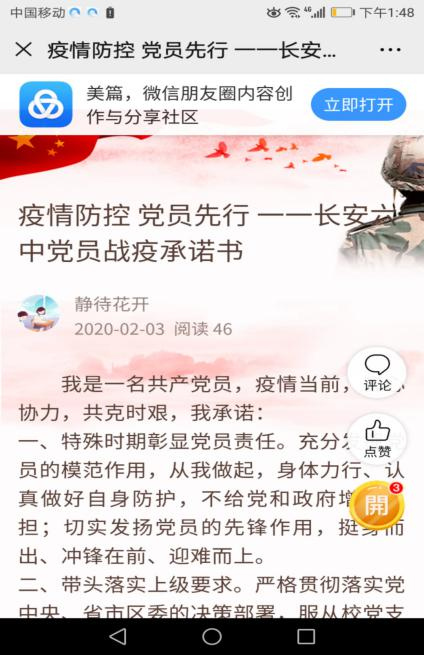 中国移动
4G
下午1:48
疫情防控 党员先行 一一长安...
美篇，微信朋友圈内容创
作与分享社区
立即打开
疫情防控 党员先行 一一长安六
中党员战疫承诺书
静待花开
2020-02-03 阅读 46
我是一名共产党员，疫情当前，
协力，共克时艰，我承诺：
评论
一、特殊时期彰显党员责任。充分发
员的模范作用，从我做起，身体力行、认
点赞
真做好自身防护，不给党和政府增
担；切实发扬党员的先锋作用，挺身而
開
3
出、冲锋在前、迎难而上。
二、带头落实上级要求。严格贯彻落实党
中央、省市区委的决策部署，服从校党支